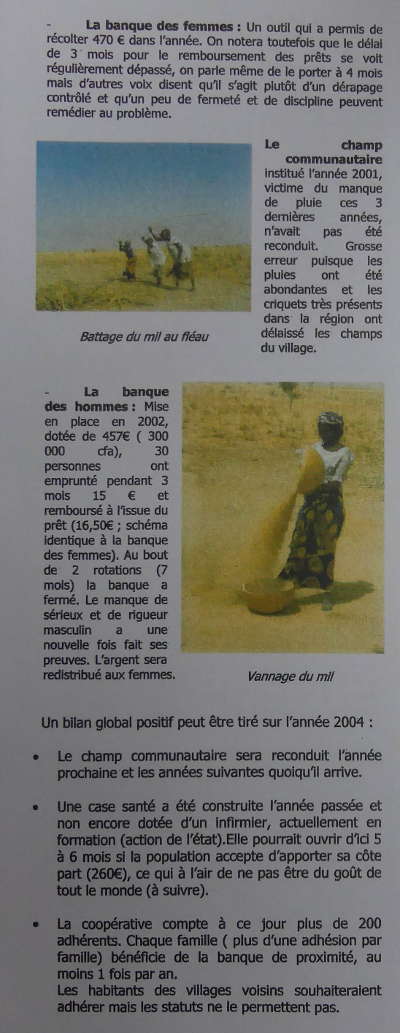 - La banque des femmes : Un outil qui a permis de
récolter 470 € dans l'année. On notera toutefois que le délai
de 3 mois pour le remboursement des prêts se voit
régulièrement dépassé, on parle même de le porter à 4 mois
mais d'autres voix disent qu'il s'agit plutôt d'un dérapage
contrôlé et qu'un peu de fermeté et de discipline peuvent
remédier au problème.
Le champ
communautaire
institué l'année 2001,
victime du manque
de pluie ces 3
dernières années,
n'avait pas été
reconduit. Grosse
erreur puisque les
pluies ont été
abondantes et les
criquets très présents
dans la région ont
délaissé les champs
du village.
Battage du mil au fléau
- La banque
des hommes : Mise
en place en 2002,
dotée de 457€ ( 300
000 cfa), 30
personnes ont
emprunté pendant 3
mois 15 € et
remboursé à l'issue du
prêt (16,50€ ; schéma
identique à la banque
des femmes). Au bout
de 2 rotations (7
mois) la banque a
fermé. Le manque de
sérieux et de rigueur
masculin a une
nouvelle fois fait ses
preuves. L'argent sera
redistribué aux femmes.
Vannage du mil
Un bilan global positif peut être tiré sur l'année 2004 :
• Le champ communautaire sera reconduit l'année
prochaine et les années suivantes quoiqu'il arrive.
• Une case santé a été construite l'année passée et
non encore dotée d'un infirmier, actuellement en
formation (action de l'état).Elle pourrait ouvrir d'ici 5
à 6 mois si la population accepte d'apporter sa côte
part (260€), ce qui à l'air de ne pas être du goût de
tout le monde (à suivre).
• La coopérative compte à ce jour plus de 200
adhérents. Chaque famille ( plus d'une adhésion par
famille) bénéficie de la banque de proximité, au
moins 1 fois par an.
Les habitants des villages voisins souhaiteraient
adhérer mais les statuts ne le permettent pas.